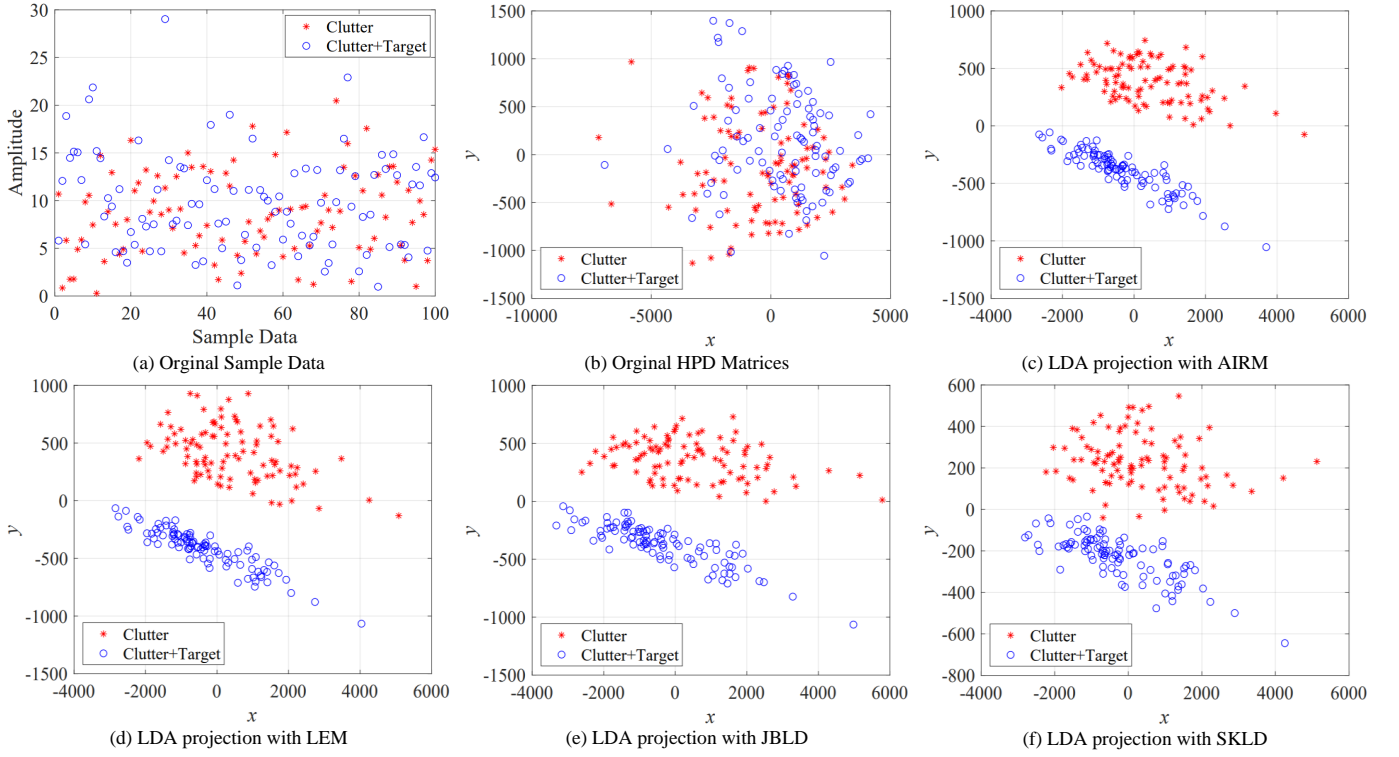 30
25
20
15
10
5
0
Amplitude
Clutter
Clutter+Target
0 20 40 60 80 100
Sample Data
(a) Orginal Sample Data
1500
1000
500
0
-500
-1000
-1500
y
Clutter
Clutter+Target
-10000 -5000 0 5000
x
(b) Orginal HPD Matrices
1000
500
0
-500
-1000
-1500
y
Clutter
Clutter+Target
-4000 -2000 0 2000 4000 6000
x
(c) LDA projection with AIRM
1000
500
0
-500
-1000
-1500
y
Clutter
Clutter+Target
-4000 -2000 0 2000 4000 6000
x
(d) LDA projection with LEM
1000
500
0
-500
-1000
-1500
y
Clutter
Clutter+Target
-4000 -2000 0 2000 4000 6000
x
(e) LDA projection with JBLD
600
400
200
0
-200
-400
-600
-800
y
Clutter
Clutter+Target
-4000 -2000 0 2000 4000 6000
x
(f) LDA projection with SKLD